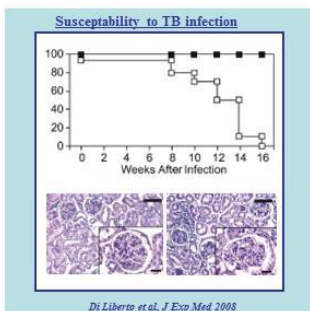 Susceptability to TB infection
100
80
60
40
20
0
0 2 4 6 8 10 12 14 16
Weeks After Infection
Di Liberto et al, J Exp Med 2008